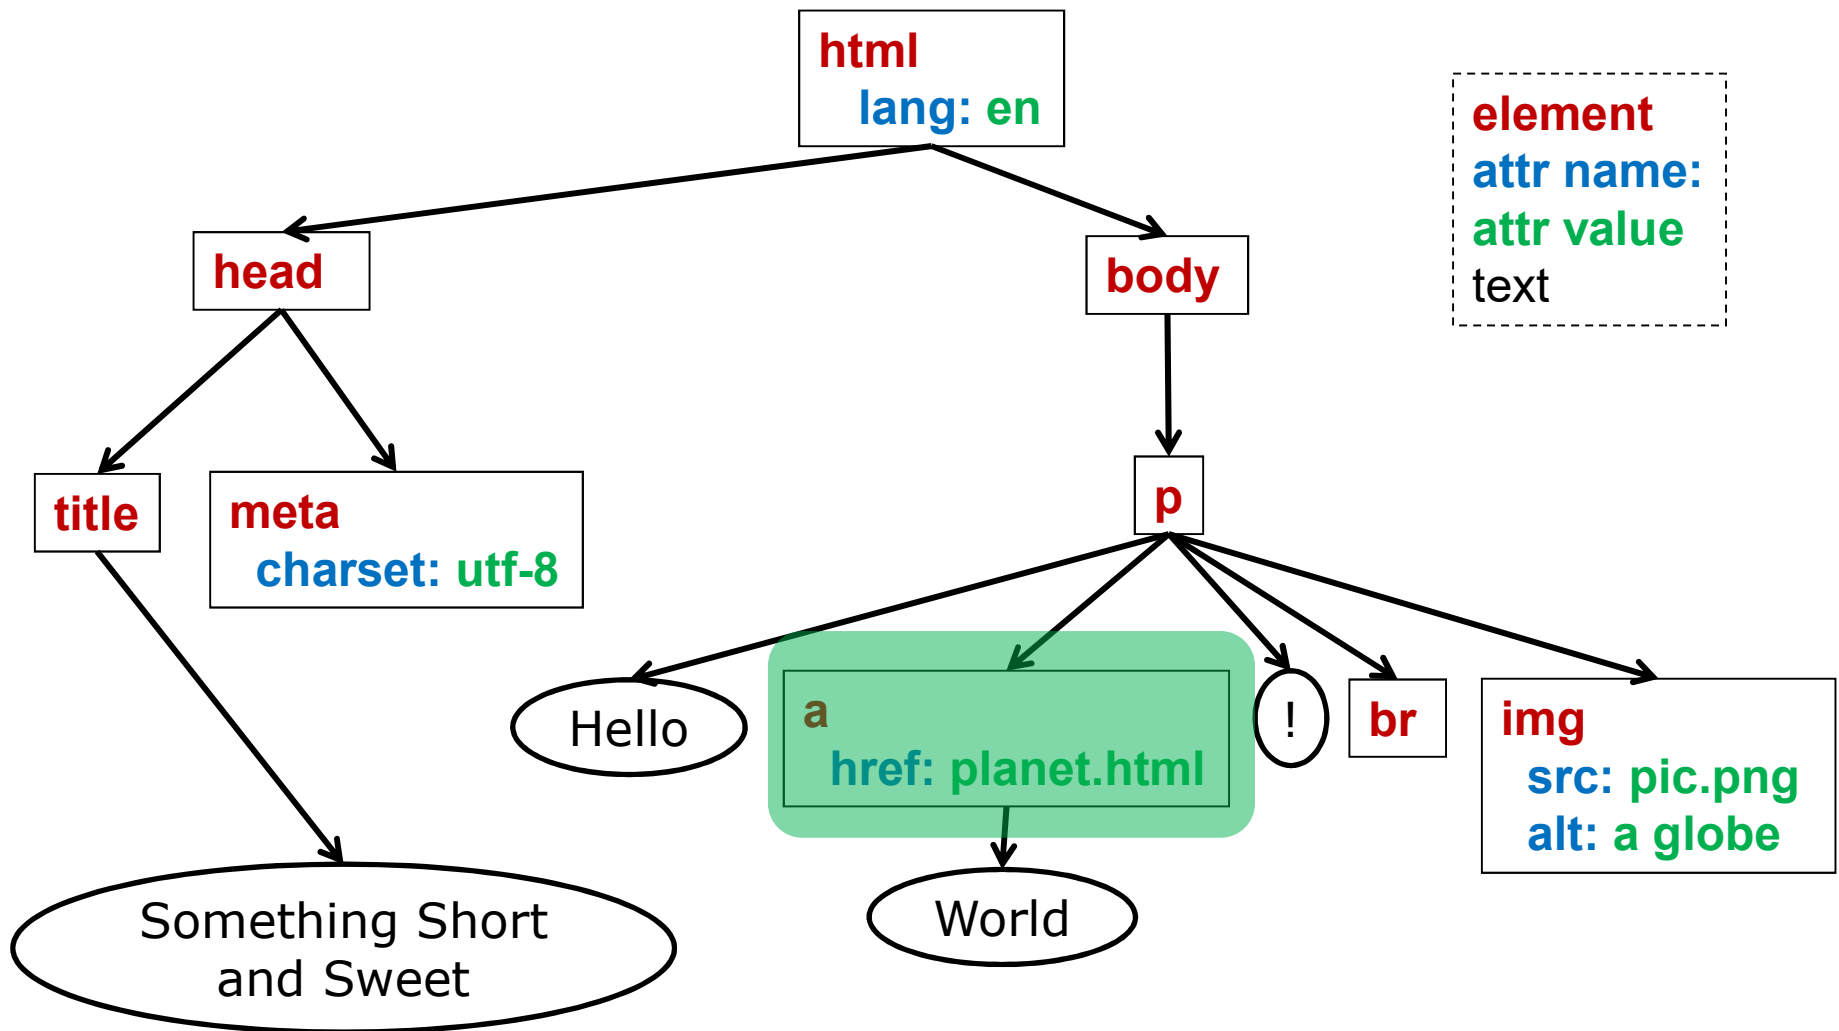 html
lang: en
element
attr name:
attr value
text
head
body
title
meta
charset: utf-8
p
Hello
a
href: planet.html
!
br
img
src: pic.png
alt: a globe
Something Short
and Sweet
World